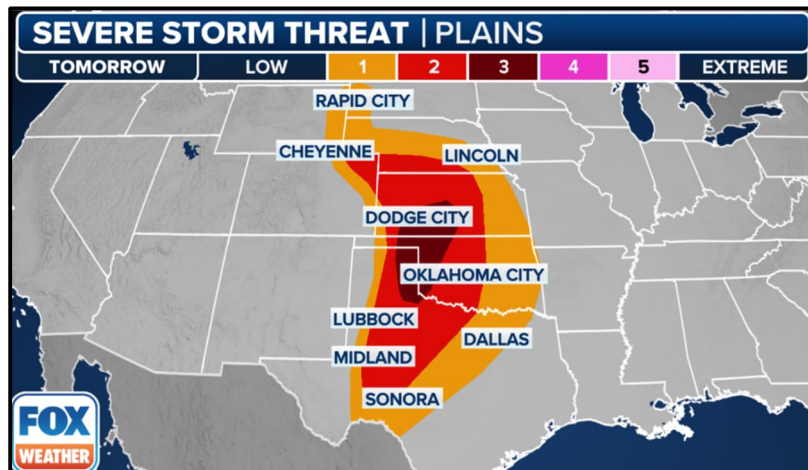 SEVERE STORM THREAT | PLAINS
TOMORROW LOW 1 2 3 4 5 EXTREME
RAPID CITY
CHEYENNE
LINCOLN
DODGE CITY
OKLAHOMA CITY
LUBBOCK
DALLAS
MIDLAND
SONORA
FOX
WEATHER